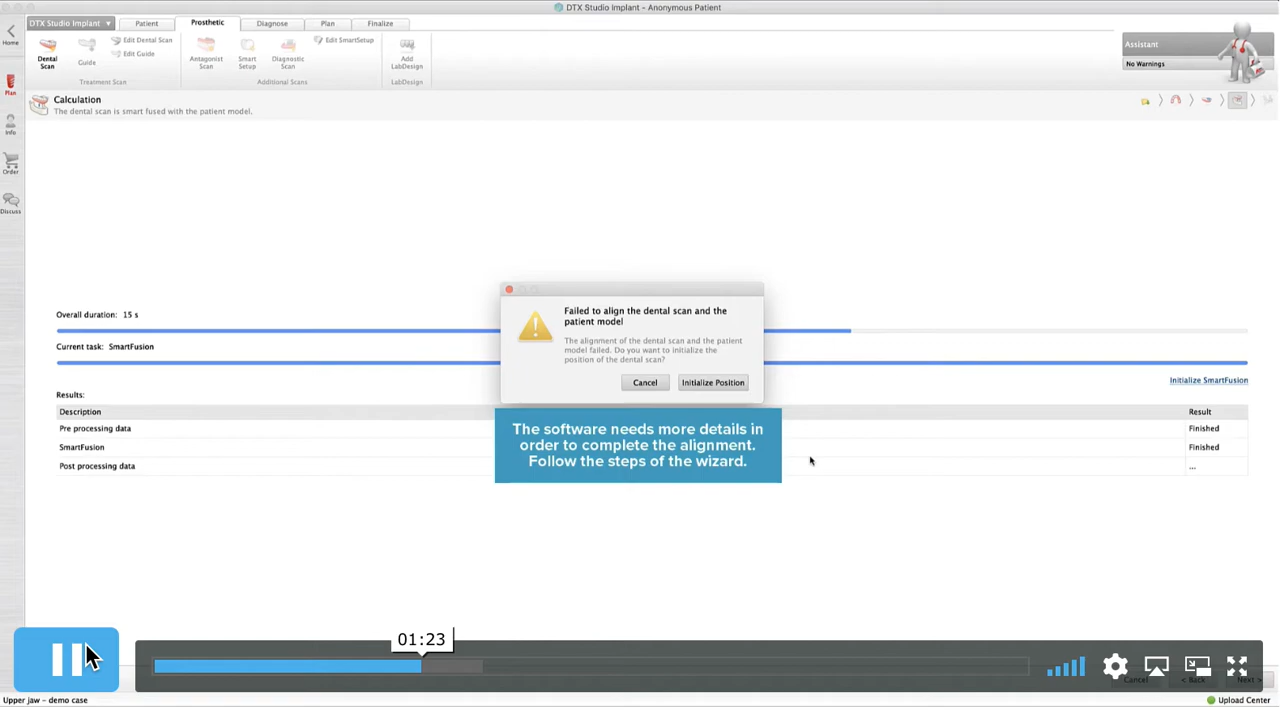 DTX Studio Implant – Anonymous Patient
Home
DTX Studio Implant ▼
Patient
Prosthetic
Diagnose
Plan
Finalize
Dental Scan
Guide
Edit Dental Scan
Edit Guide
Treatment Scan
Antagonist Scan
Smart Setup
Diagnostic Scan
Edit SmartSetup
Additional Scans
Add LabDesign
LabDesign
Assistant
No Warnings
Plan
Info
Order
Discuss
Calculation
The dental scan is smart fused with the patient model.
Overall duration: 15 s
Current task: SmartFusion
Initialize SmartFusion
Results:
Description
Result
Pre processing data
Finished
SmartFusion
Finished
Post processing data
...
Failed to align the dental scan and the
patient model
The alignment of the dental scan and the patient
model failed. Do you want to initialize the
position of the dental scan?
Cancel
Initialize Position
The software needs more details in
order to complete the alignment.
Follow the steps of the wizard.
01:23
Cancel
< Back
Next >
Upper jaw – demo case
Upload Center